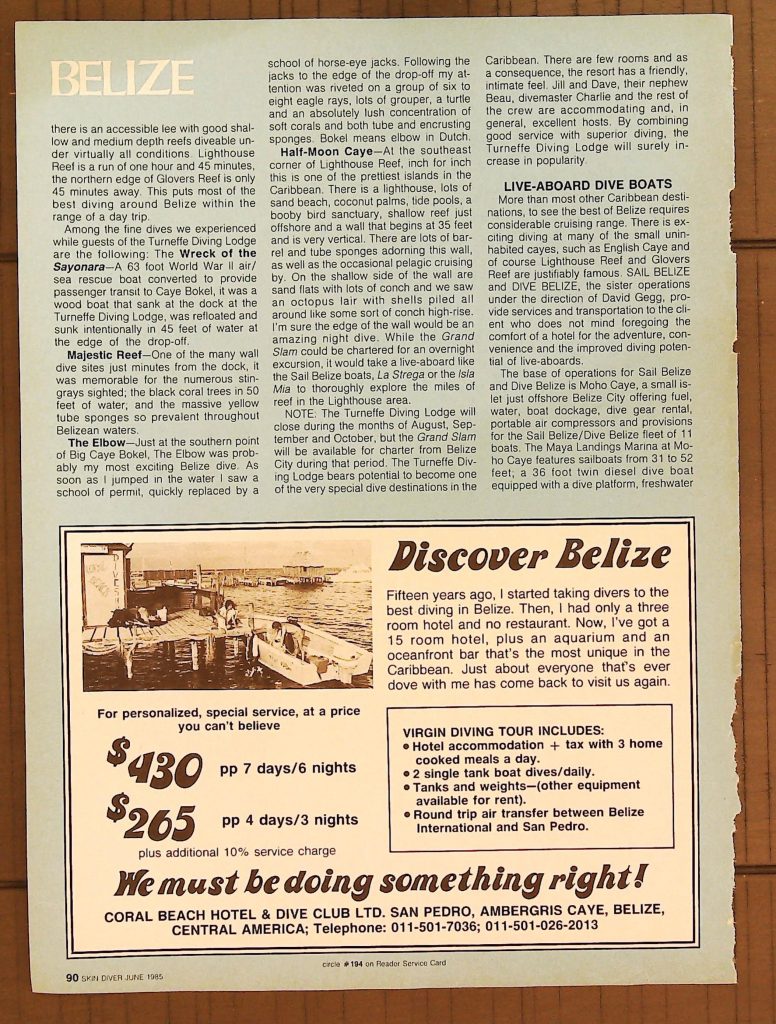 BELIZE
there is an accessible lee with good shal-
low and medium depth reefs diveable un-
der virtually all conditions. Lighthouse
Reef is a run of one hour and 45 minutes,
the northern edge of Glovers Reef is only
45 minutes away. This puts most of the
best diving around Belize within the
range of a day trip.
Among the fine dives we experienced
while guests of the Turneffe Diving Lodge
are the following: The Wreck of the
Sayonara—A 63 foot World War II air/
sea rescue boat converted to provide
passenger transit to Caye Bokel, it was a
wood boat that sank at the dock at the
Turneffe Diving Lodge, was refloated and
sunk intentionally in 45 feet of water at
the edge of the drop-off.
Majestic Reef—One of the many wall
dive sites just minutes from the dock, it
was memorable for the numerous stin-
grays sighted; the black coral trees in 50
feet of water; and the massive yellow
tube sponges so prevalent throughout
Belizean waters.
The Elbow—Just at the southern point
of Big Caye Bokel, The Elbow was prob-
ably my most exciting Belize dive. As
soon as I jumped in the water I saw a
school of permit, quickly replaced by a
school of horse-eye jacks. Following the
jacks to the edge of the drop-off my at-
tention was riveted on a group of six to
eight eagle rays, lots of grouper, a turtle
and an absolutely lush concentration of
soft corals and both tube and encrusting
sponges. Bokel means elbow in Dutch.
Half-Moon Caye—At the southeast
corner of Lighthouse Reef, inch for inch
this is one of the prettiest islands in the
Caribbean. There is a lighthouse, lots of
sand beach, coconut palms, tide pools, a
booby bird sanctuary, shallow reef just
offshore and a wall that begins at 35 feet
and is very vertical. There are lots of bar-
rel and tube sponges adorning this wall,
as well as the occasional pelagic cruising
by. On the shallow side of the wall are
sand flats with lots of conch and we saw
an octopus lair with shells piled all
around like some sort of conch high-rise.
I'm sure the edge of the wall would be an
amazing night dive. While the Grand
Slam could be chartered for an overnight
excursion, it would take a live-aboard like
the Sail Belize boats, La Strega or the Isla
Mia to thoroughly explore the miles of
reef in the Lighthouse area.
NOTE: The Turneffe Diving Lodge will
close during the months of August, Sep-
tember and October, but the Grand Slam
will be available for charter from Belize
City during that period. The Turneffe Div-
ing Lodge bears potential to become one
of the very special dive destinations in the
Caribbean. There are few rooms and as
a consequence, the resort has a friendly,
intimate feel. Jill and Dave, their nephew
Beau, divemaster Charlie and the rest of
the crew are accommodating and, in
general, excellent hosts. By combining
good service with superior diving, the
Turneffe Diving Lodge will surely in-
crease in popularity.
LIVE-ABOARD DIVE BOATS
More than most other Caribbean desti-
nations, to see the best of Belize requires
considerable cruising range. There is ex-
citing diving at many of the small unin-
habited cayes, such as English Caye and
of course Lighthouse Reef and Glovers
Reef are justifiably famous. SAIL BELIZE
and DIVE BELIZE, the sister operations
under the direction of David Gegg, pro-
vide services and transportation to the cli-
ent who does not mind foregoing the
comfort of a hotel for the adventure, con-
venience and the improved diving poten-
tial of live-aboards.
The base of operations for Sail Belize
and Dive Belize is Moho Caye, a small is-
let just offshore Belize City offering fuel,
water, boat dockage, dive gear rental,
portable air compressors and provisions
for the Sail Belize/Dive Belize fleet of 11
boats. The Maya Landings Marina at Mo-
ho Caye features sailboats from 31 to 52
feet; a 36 foot twin diesel dive boat
equipped with a dive platform, freshwater
Discover Belize
Fifteen years ago, I started taking divers to the
best diving in Belize. Then, I had only a three
room hotel and no restaurant. Now, I've got a
15 room hotel, plus an aquarium and an
oceanfront bar that's the most unique in the
Caribbean. Just about everyone that's ever
dove with me has come back to visit us again.
For personalized, special service, at a price
you can't believe
$430 pp 7 days/6 nights
$265 pp 4 days/3 nights
plus additional 10% service charge
VIRGIN DIVING TOUR INCLUDES:
• Hotel accommodation + tax with 3 home
cooked meals a day.
• 2 single tank boat dives/daily.
• Tanks and weights—(other equipment
available for rent).
• Round trip air transfer between Belize
International and San Pedro.
We must be doing something right!
CORAL BEACH HOTEL & DIVE CLUB LTD. SAN PEDRO, AMBERGRIS CAYE, BELIZE,
CENTRAL AMERICA; Telephone: 011-501-7036; 011-501-026-2013
circle #194 on Reader Service Card
90 SKIN DIVER JUNE 1985